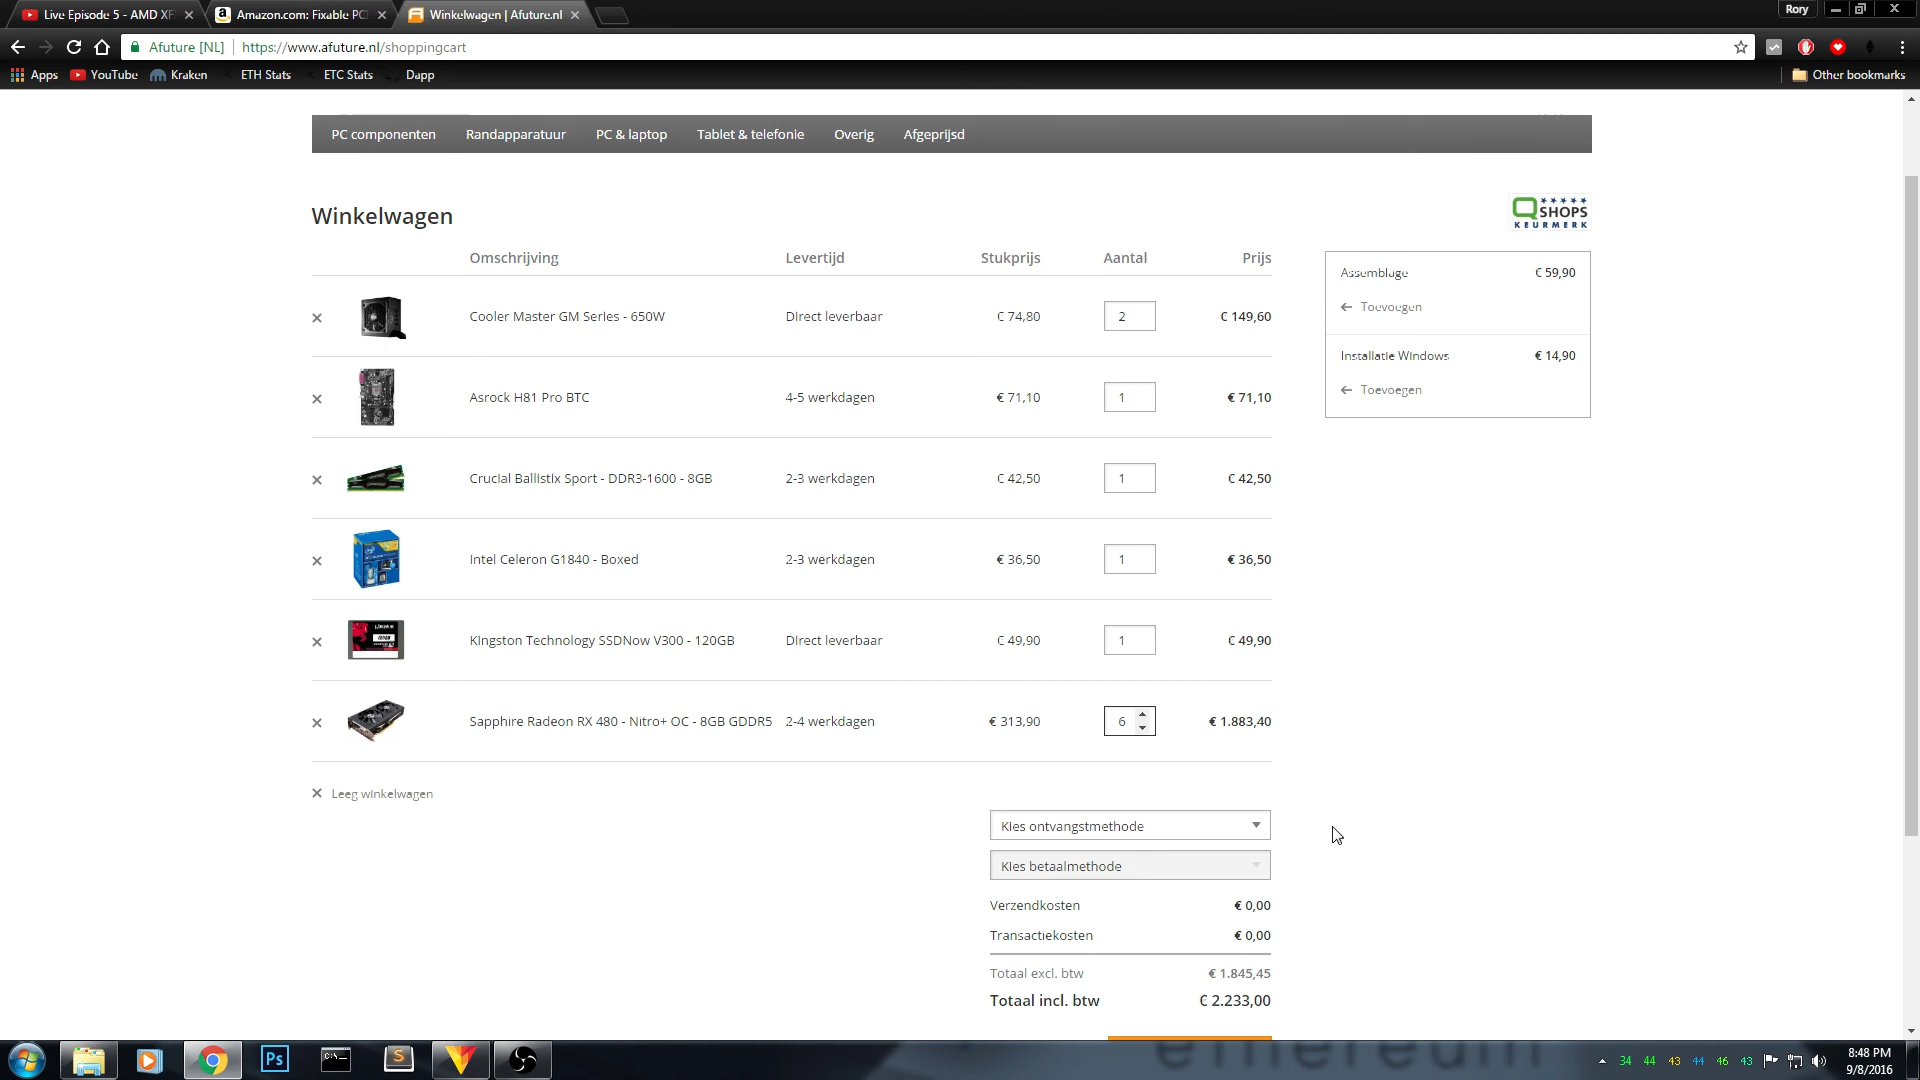 Live Episode 5 - AMD XF
Amazon.com: Fixable PC
Winkelwagen | Afuture.nl
Rory
Afuture [NL] https://www.afuture.nl/shoppingcart
Apps YouTube Kraken ETH Stats ETC Stats Dapp Other bookmarks
PC componenten Randapparatuur PC & laptop Tablet & telefonie Overig Afgeprijsd
Winkelwagen
Q SHOPS
KEURMERK
Omschrijving Levertijd Stukprijs Aantal Prijs
Cooler Master GM Series - 650W Direct leverbaar € 74,80 2 € 149,60
Asrock H81 Pro BTC 4-5 werkdagen € 71,10 1 € 71,10
Crucial Ballistix Sport - DDR3-1600 - 8GB 2-3 werkdagen € 42,50 1 € 42,50
Intel Celeron G1840 - Boxed 2-3 werkdagen € 36,50 1 € 36,50
Kingston Technology SSDNow V300 - 120GB Direct leverbaar € 49,90 1 € 49,90
Sapphire Radeon RX 480 - Nitro+ OC - 8GB GDDR5 2-4 werkdagen € 313,90 6 € 1.883,40
Assemblage € 59,90
Toevoegen
Installatie Windows € 14,90
Toevoegen
Leeg winkelwagen
Kies ontvangstmethode
Kies betaalmethode
Verzendkosten € 0,00
Transactiekosten € 0,00
Totaal excl. btw € 1.845,45
Totaal incl. btw € 2.233,00
Ps
34 44 43 44 46 43
8:48 PM
9/8/2016